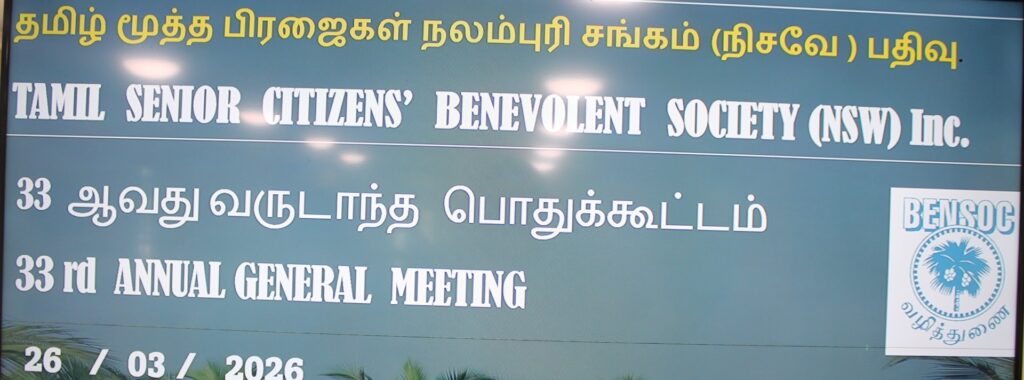 தமிழ் மூத்த பிரஜைகள் நலம்புரி சங்கம் (நிசவே ) பதிவு.
TAMIL SENIOR CITIZENS' BENEVOLENT SOCIETY (NSW) Inc.
33 ஆவது வருடாந்த பொதுக்கூட்டம்
33 rd ANNUAL GENERAL MEETING
BENSOC
வழித்துணை
26 / 03 / 2026